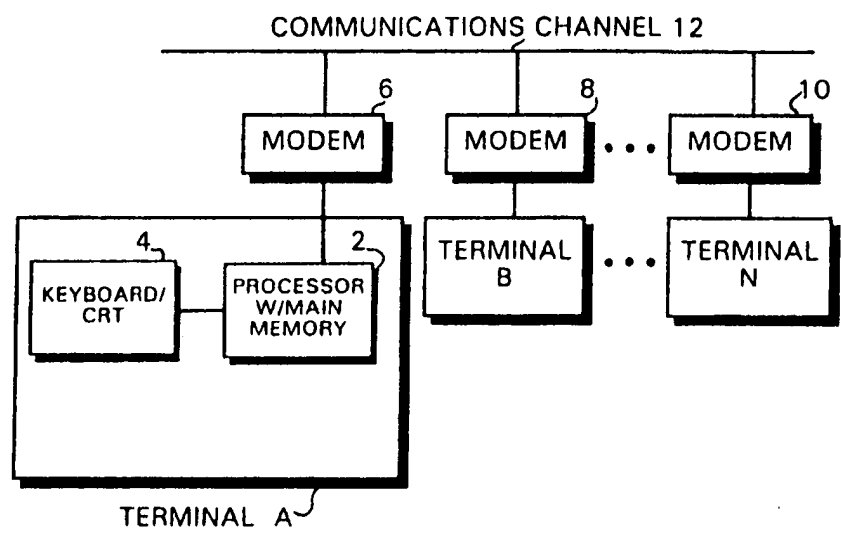 COMMUNICATIONS CHANNEL 12
6
8
10
MODEM
MODEM
• • •
MODEM
4
2
KEYBOARD/
CRT
PROCESSOR
W/MAIN
MEMORY
TERMINAL
B
• • •
TERMINAL
N
TERMINAL A